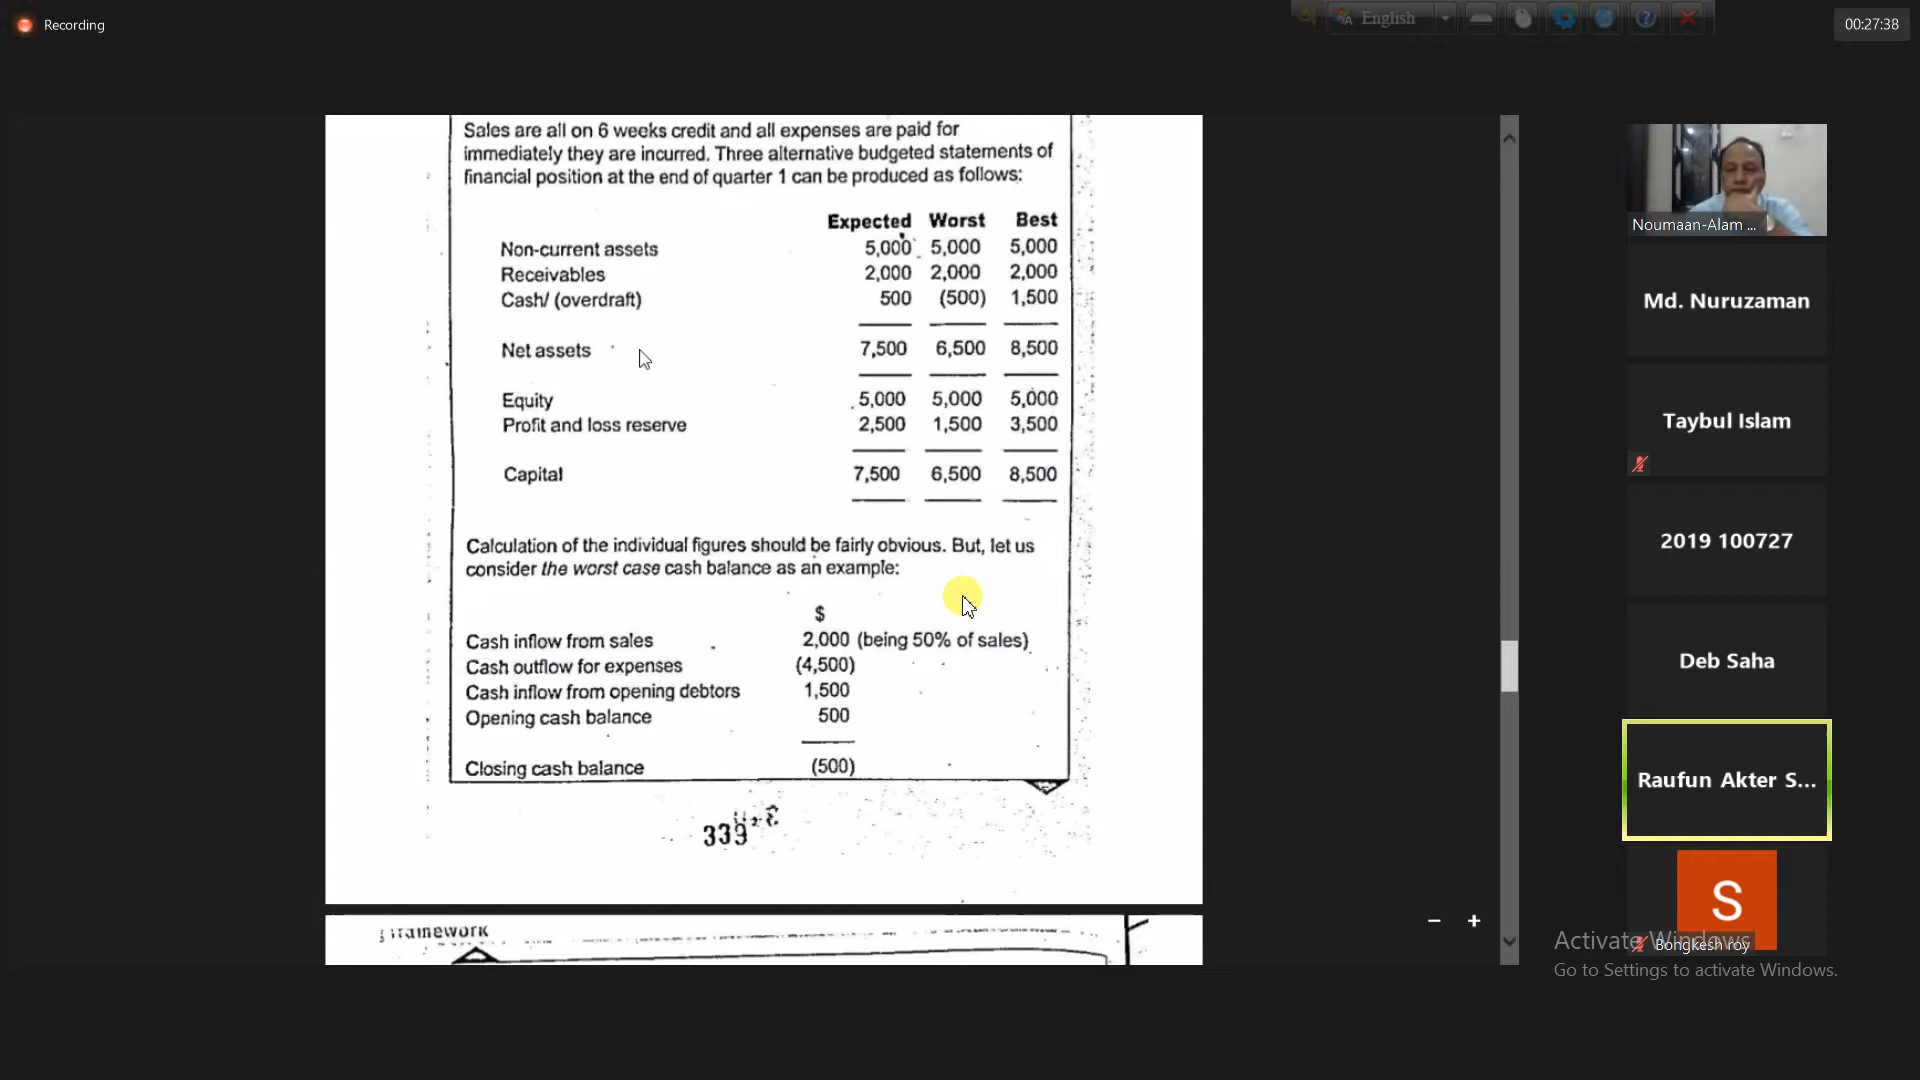 Recording
English
00:27:38
Sales are all on 6 weeks credit and all expenses are paid for
immediately they are incurred. Three alternative budgeted statements of
financial position at the end of quarter 1 can be produced as follows:
Expected Worst Best
Non-current assets 5,000 5,000 5,000
Receivables 2,000 2,000 2,000
Cash/ (overdraft) 500 (500) 1,500
Net assets 7,500 6,500 8,500
Equity 5,000 5,000 5,000
Profit and loss reserve 2,500 1,500 3,500
Capital 7,500 6,500 8,500
Calculation of the individual figures should be fairly obvious. But, let us
consider the worst case cash balance as an example:
$
Cash inflow from sales 2,000 (being 50% of sales)
Cash outflow for expenses (4,500)
Cash inflow from opening debtors 1,500
Opening cash balance 500
Closing cash balance (500)
339
framework
Noumaan-Alam ...
Md. Nuruzaman
Taybul Islam
2019 100727
Deb Saha
Raufun Akter S...
S
Bongkesh roy
Activate Windows
Go to Settings to activate Windows.